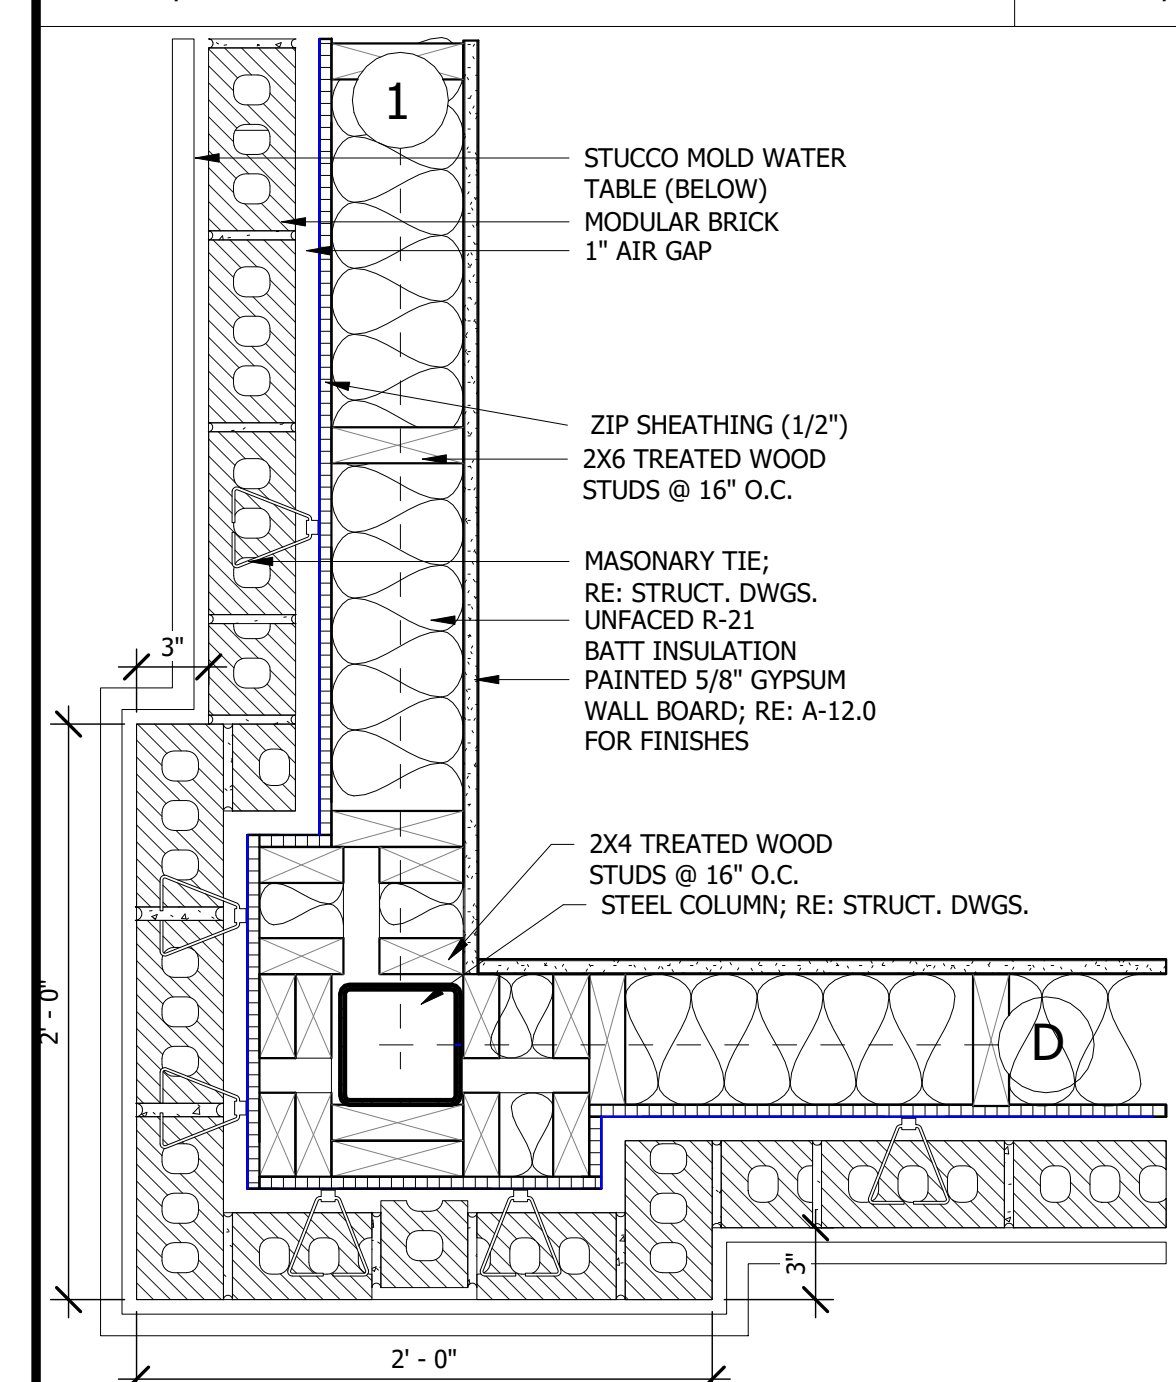 1
STUCCO MOLD WATER
TABLE (BELOW)
MODULAR BRICK
1" AIR GAP
ZIP SHEATHING (1/2")
2X6 TREATED WOOD
STUDS @ 16" O.C.
MASONARY TIE;
RE: STRUCT. DWGS.
UNFACED R-21
BATT INSULATION
PAINTED 5/8" GYPSUM
WALL BOARD; RE: A-12.0
FOR FINISHES
3"
2X4 TREATED WOOD
STUDS @ 16" O.C.
STEEL COLUMN; RE: STRUCT. DWGS.
2' - 0"
D
3"
2' - 0"